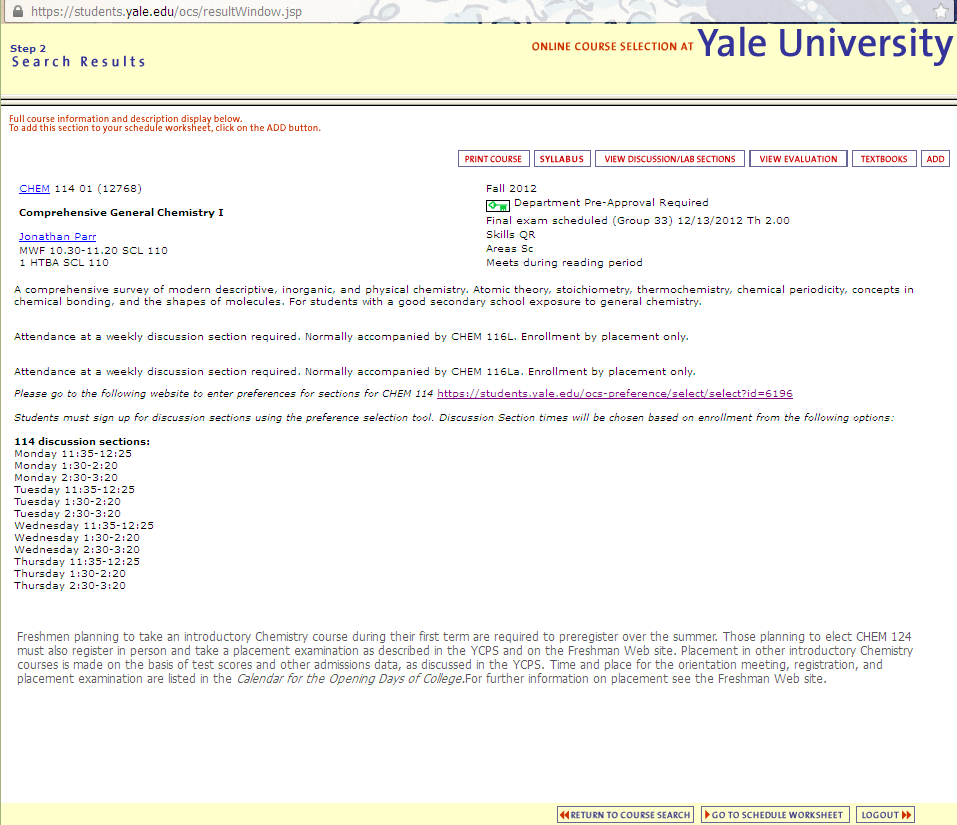 https://students.yale.edu/ocs/resultWindow.jsp
Step 2
Search Results
ONLINE COURSE SELECTION AT Yale University
Full course information and description display below.
To add this section to your schedule worksheet, click on the ADD button.
PRINT COURSE SYLLABUS VIEW DISCUSSION/LAB SECTIONS VIEW EVALUATION TEXTBOOKS ADD
CHEM 114 01 (12768)
Comprehensive General Chemistry I
Jonathan Parr
MWF 10.30-11.20 SCL 110
1 HTBA SCL 110
Fall 2012
Department Pre-Approval Required
Final exam scheduled (Group 33) 12/13/2012 Th 2.00
Skills QR
Areas Sc
Meets during reading period
A comprehensive survey of modern descriptive, inorganic, and physical chemistry. Atomic theory, stoichiometry, thermochemistry, chemical periodicity, concepts in
chemical bonding, and the shapes of molecules. For students with a good secondary school exposure to general chemistry.
Attendance at a weekly discussion section required. Normally accompanied by CHEM 116L. Enrollment by placement only.
Attendance at a weekly discussion section required. Normally accompanied by CHEM 116La. Enrollment by placement only.
Please go to the following website to enter preferences for sections for CHEM 114 https://students.yale.edu/ocs-preference/select/select?id=6196
Students must sign up for discussion sections using the preference selection tool. Discussion Section times will be chosen based on enrollment from the following options:
114 discussion sections:
Monday 11:35-12:25
Monday 1:30-2:20
Monday 2:30-3:20
Tuesday 11:35-12:25
Tuesday 1:30-2:20
Tuesday 2:30-3:20
Wednesday 11:35-12:25
Wednesday 1:30-2:20
Wednesday 2:30-3:20
Thursday 11:35-12:25
Thursday 1:30-2:20
Thursday 2:30-3:20
Freshmen planning to take an introductory Chemistry course during their first term are required to preregister over the summer. Those planning to elect CHEM 124
must also register in person and take a placement examination as described in the YCPS and on the Freshman Web site. Placement in other introductory Chemistry
courses is made on the basis of test scores and other admissions data, as discussed in the YCPS. Time and place for the orientation meeting, registration, and
placement examination are listed in the Calendar for the Opening Days of College.For further information on placement see the Freshman Web site.
RETURN TO COURSE SEARCH GO TO SCHEDULE WORKSHEET LOGOUT